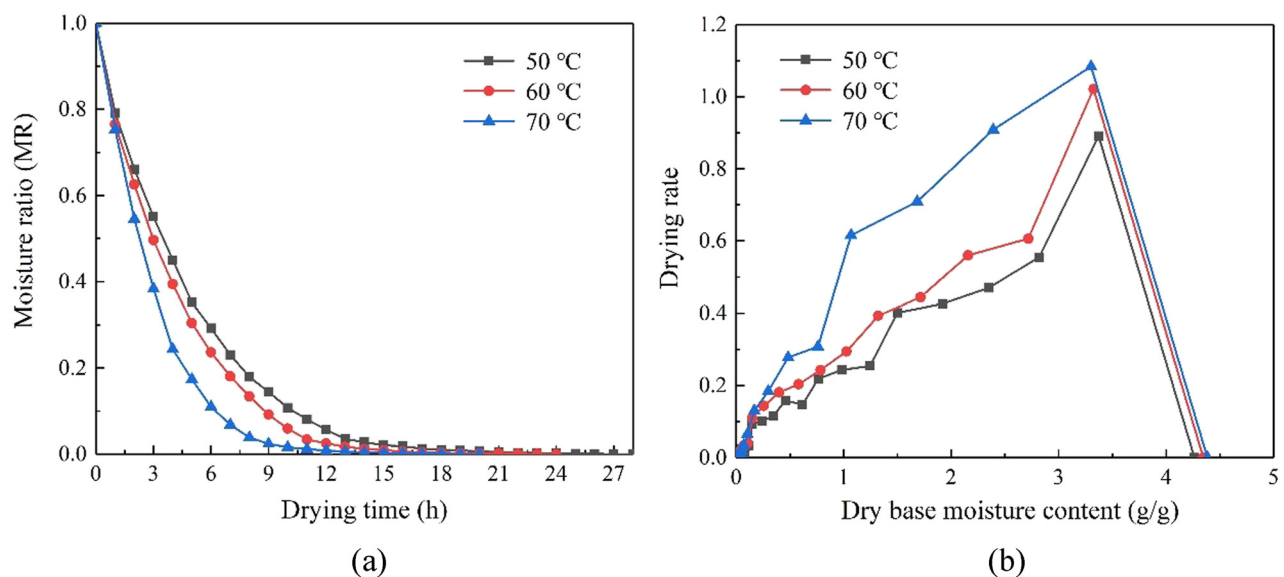 1.0
0.8
0.6
0.4
0.2
0.0
Moisture ratio (MR)
50 °C
60 °C
70 °C
0 3 6 9 12 15 18 21 24 27
Drying time (h)
(a)
1.2
1.0
0.8
0.6
0.4
0.2
0.0
Drying rate
50 °C
60 °C
70 °C
0 1 2 3 4 5
Dry base moisture content (g/g)
(b)